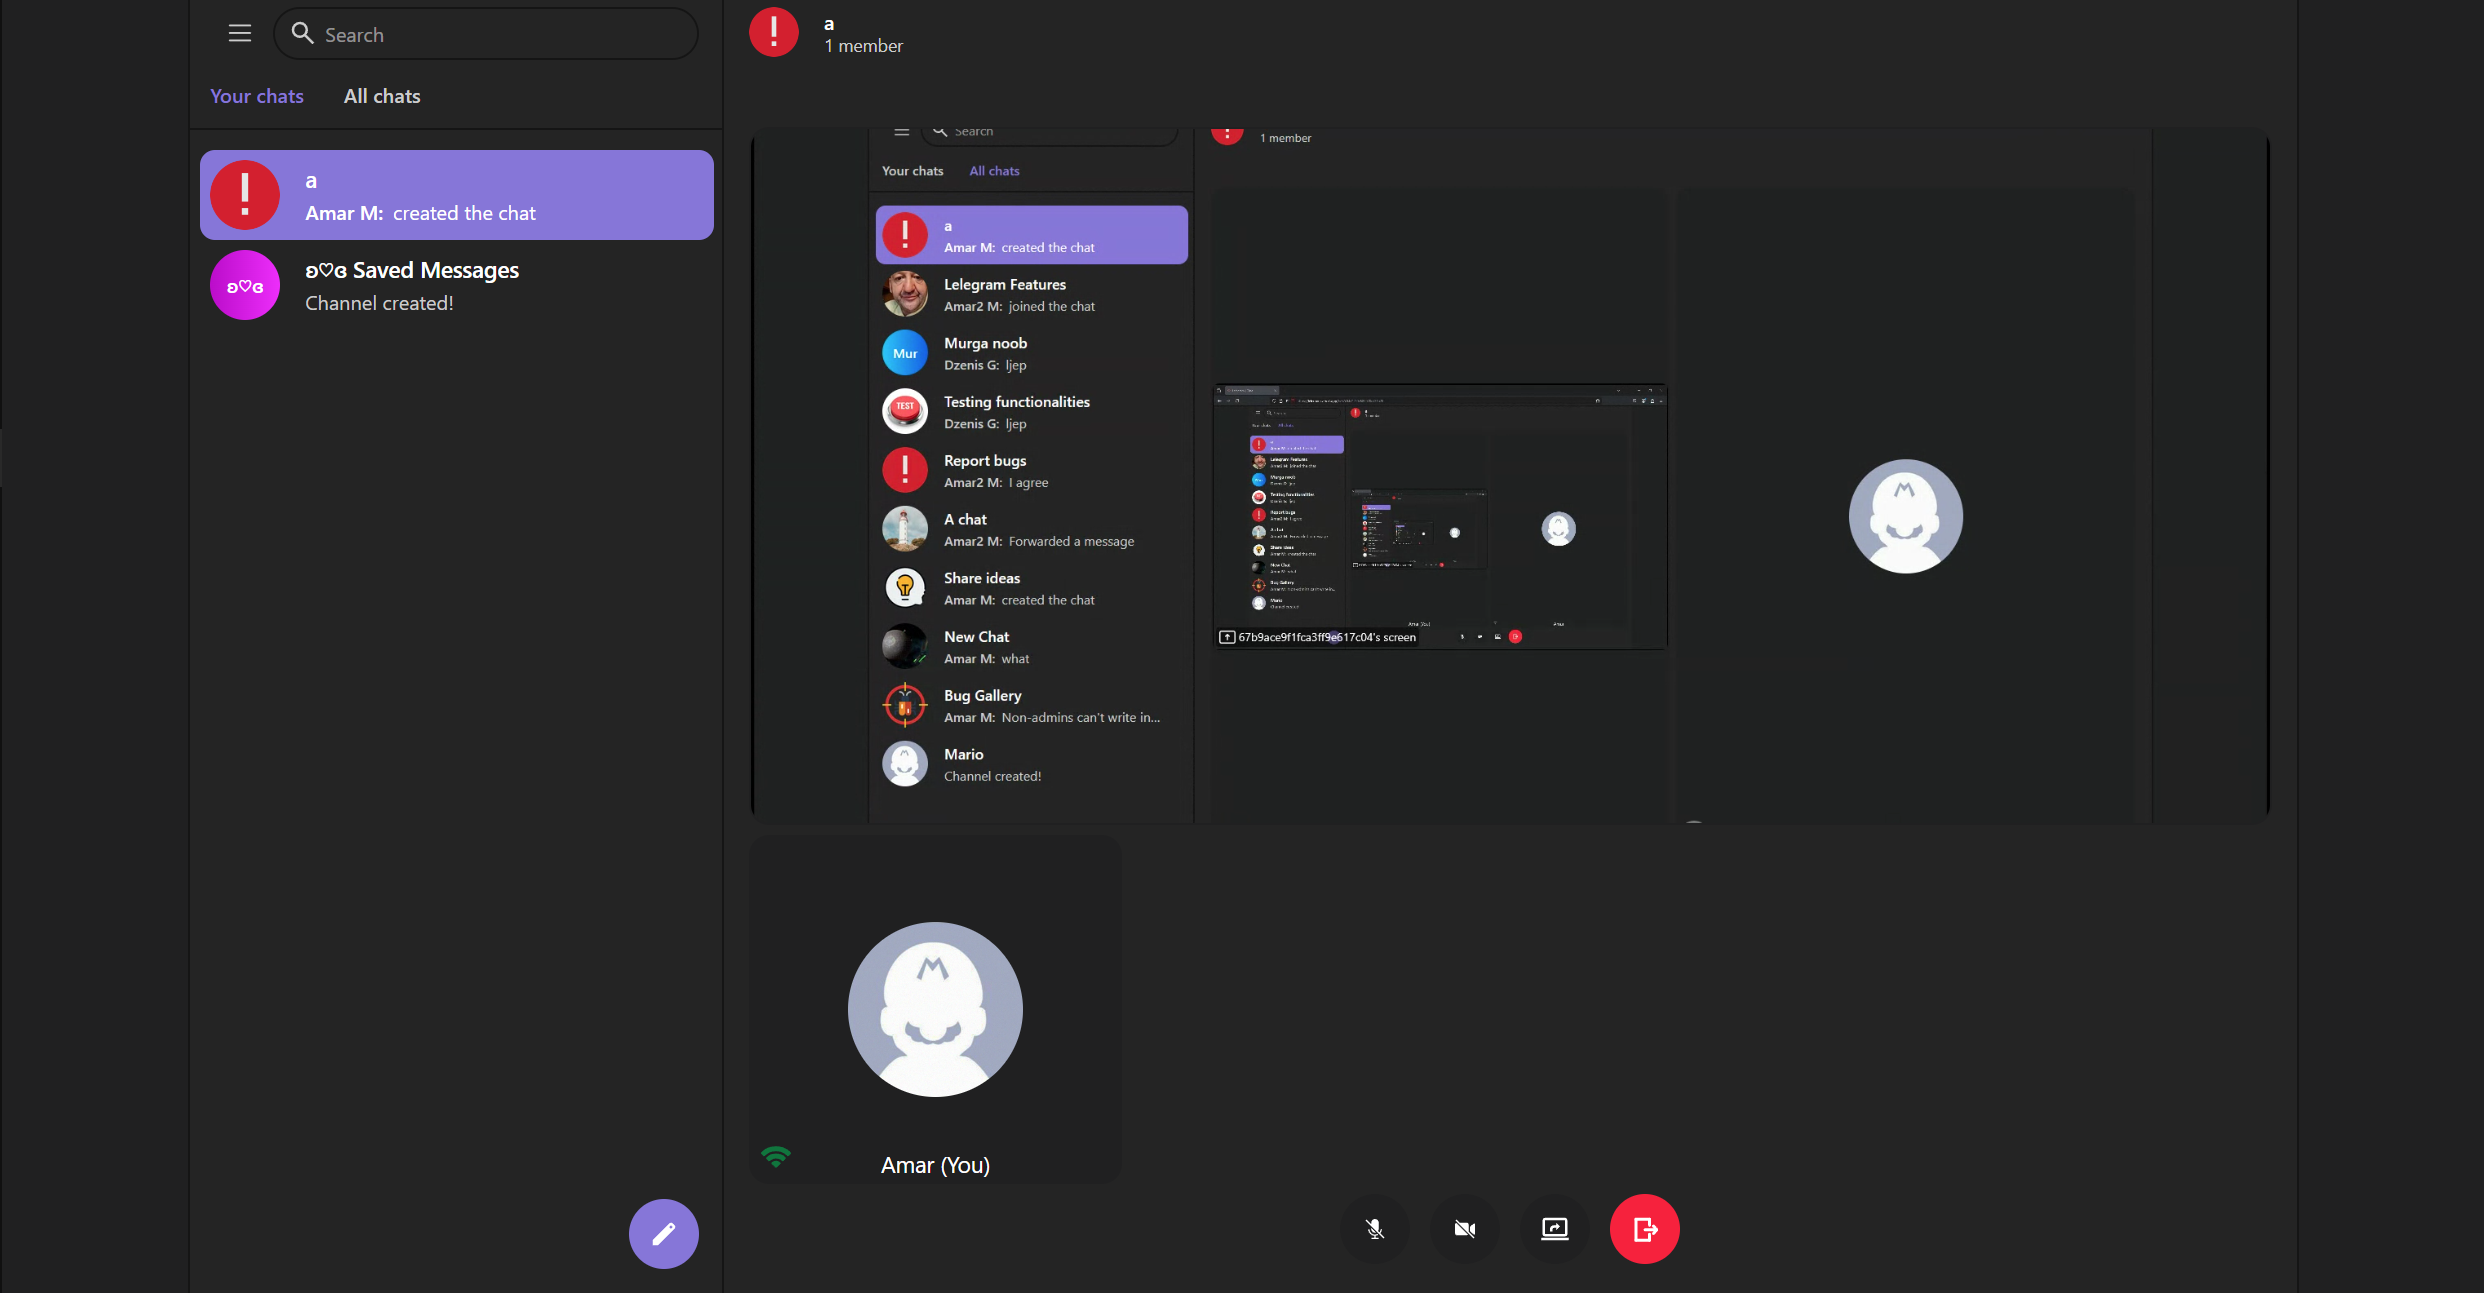 Search
Your chats All chats
a
Amar M: created the chat
ʚ♡ɞ
ʚ♡ɞ Saved Messages
Channel created!
a
1 member
Search
Your chats All chats
a
Amar M: created the chat
Lelegram Features
Amar2 M: joined the chat
Mur
Murga noob
Dzenis G: ljep
TEST
Testing functionalities
Dzenis G: ljep
Report bugs
Amar2 M: I agree
A chat
Amar2 M: Forwarded a message
Share ideas
Amar M: created the chat
New Chat
Amar M: what
Bug Gallery
Amar M: Non-admins can't write in...
Mario
Channel created!
1 member
67b9ace9f1fca3ff9e617c04's screen
Amar (You)